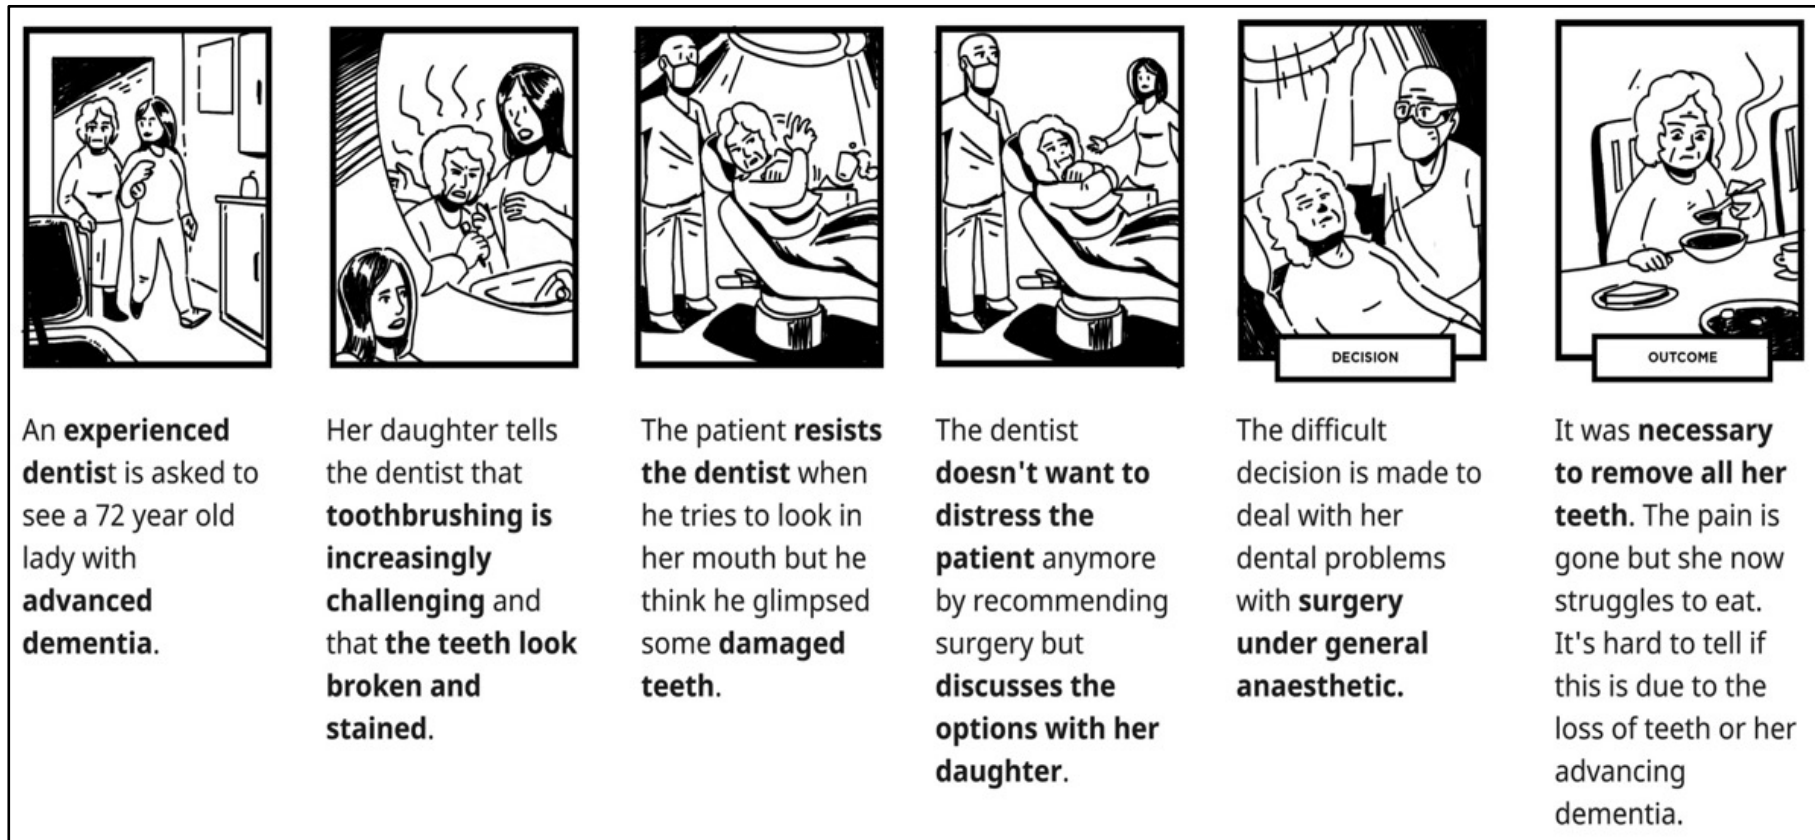 DECISION
OUTCOME
An experienced
dentist is asked to
see a 72 year old
lady with
advanced
dementia.
Her daughter tells
the dentist that
toothbrushing is
increasingly
challenging and
that the teeth look
broken and
stained.
The patient resists
the dentist when
he tries to look in
her mouth but he
think he glimpsed
some damaged
teeth.
The dentist
doesn't want to
distress the
patient anymore
by recommending
surgery but
discusses the
options with her
daughter.
The difficult
decision is made to
deal with her
dental problems
with surgery
under general
anaesthetic.
It was necessary
to remove all her
teeth. The pain is
gone but she now
struggles to eat.
It's hard to tell if
this is due to the
loss of teeth or her
advancing
dementia.